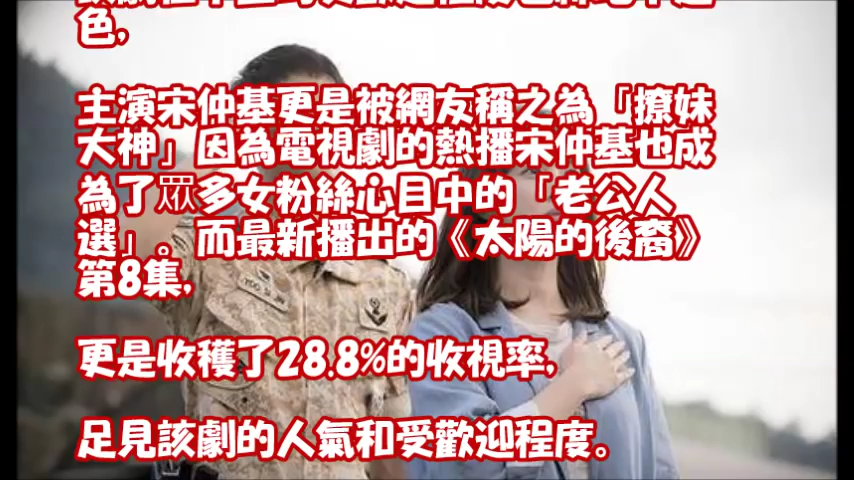 色,
主演宋仲基更是被網友稱之為「撩妹
大神」因為電視劇的熱播宋仲基也成
為了眾多女粉絲心目中的「老公人
選」。而最新播出的《太陽的後裔》
第8集,
更是收穫了28.8%的收視率,
足見該劇的人氣和受歡迎程度。